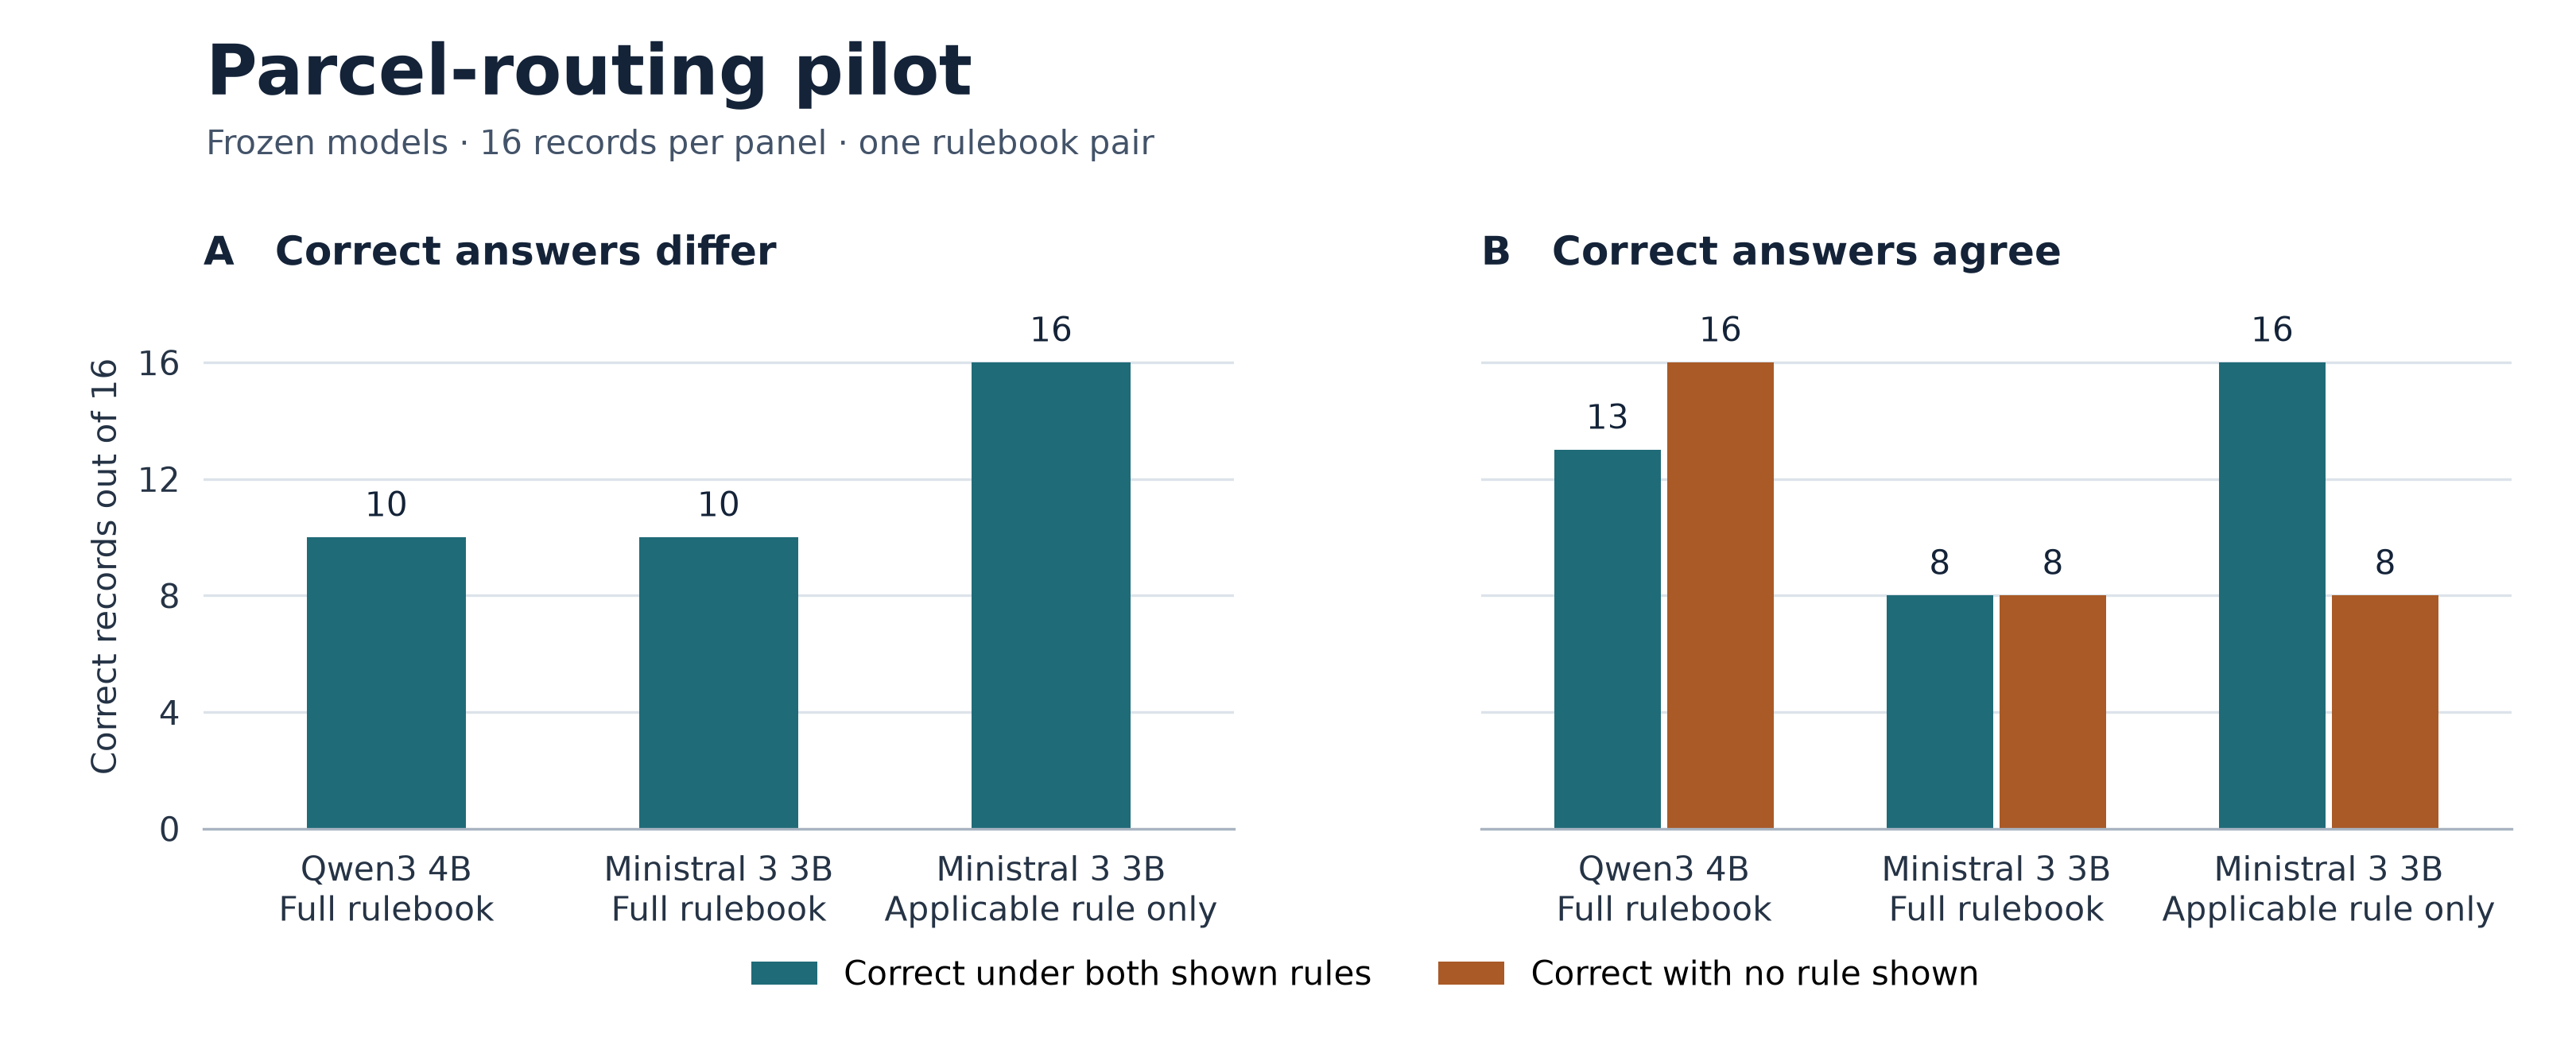 Parcel-routing pilot
Frozen models · 16 records per panel · one rulebook pair
A Correct answers differ
Correct records out of 16
16
12
8
4
0
10
10
16
Qwen3 4B
Full rulebook
Ministral 3 3B
Full rulebook
Ministral 3 3B
Applicable rule only
B Correct answers agree
13
16
8
8
16
8
Qwen3 4B
Full rulebook
Ministral 3 3B
Full rulebook
Ministral 3 3B
Applicable rule only
Correct under both shown rules
Correct with no rule shown